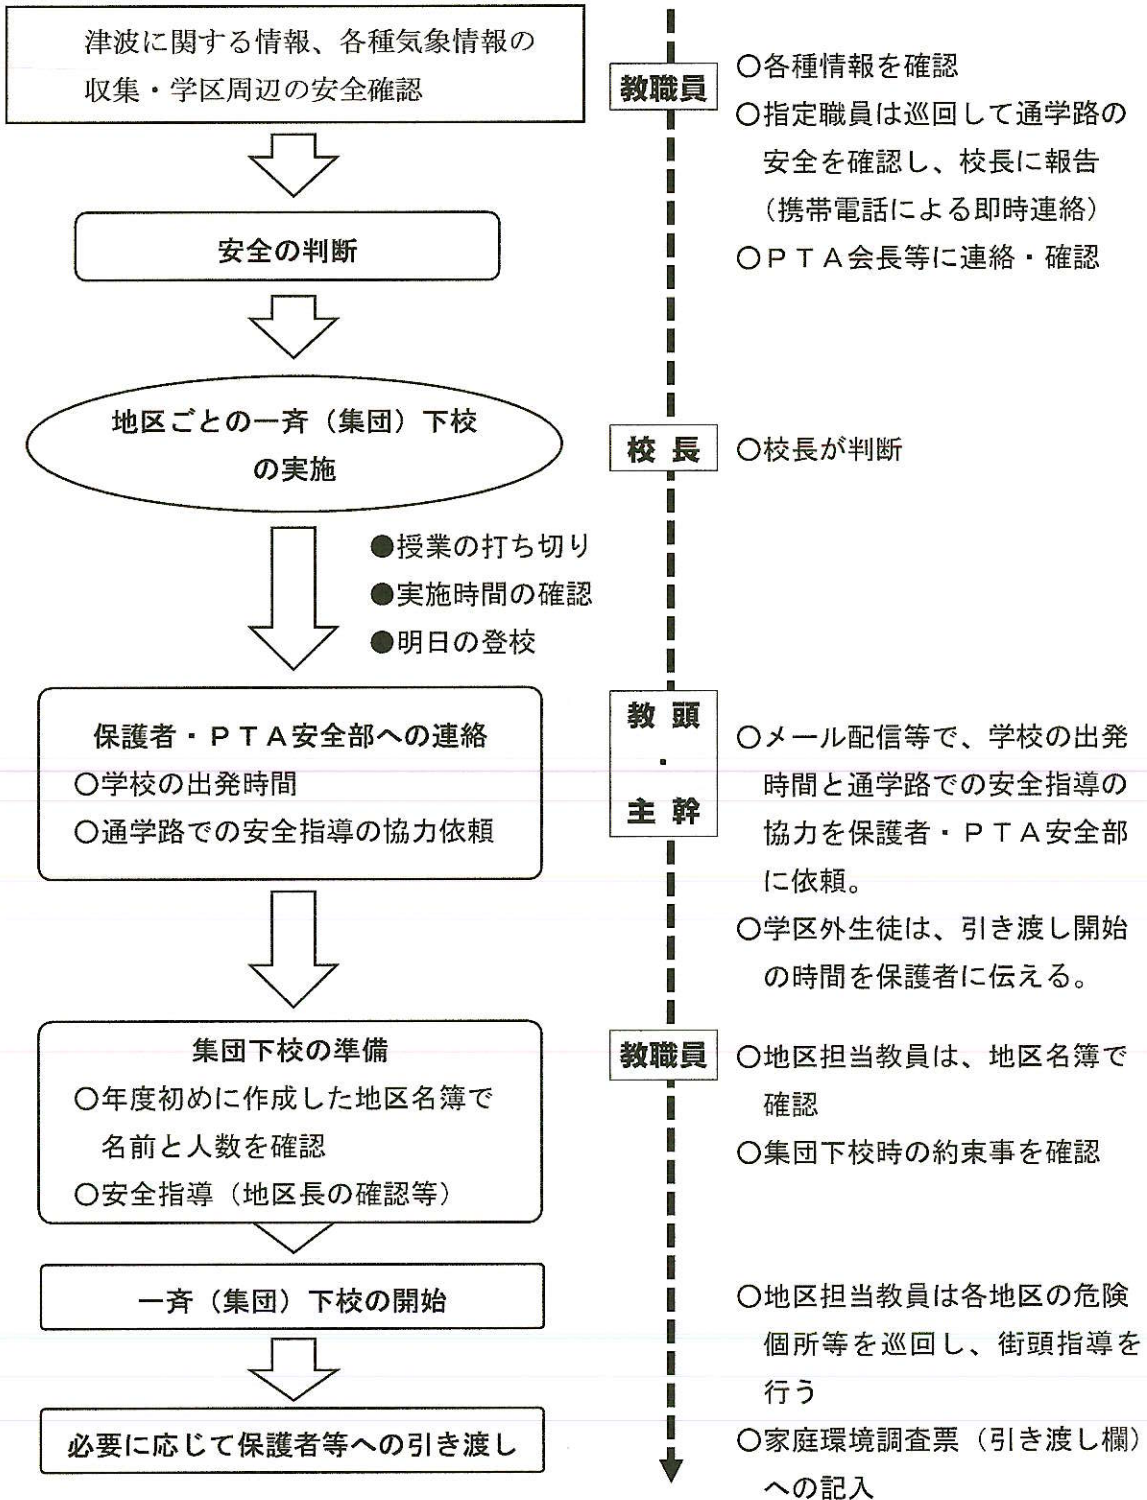 津波に関する情報、各種気象情報の
収集・学区周辺の安全確認
安全の判断
地区ごとの一斉（集団）下校
の実施
●授業の打ち切り
●実施時間の確認
●明日の登校
保護者・ＰＴＡ安全部への連絡
○学校の出発時間
○通学路での安全指導の協力依頼
集団下校の準備
○年度初めに作成した地区名簿で
名前と人数を確認
○安全指導（地区長の確認等）
一斉（集団）下校の開始
必要に応じて保護者等への引き渡し
教職員
○各種情報を確認
○指定職員は巡回して通学路の
安全を確認し、校長に報告
（携帯電話による即時連絡）
○ＰＴＡ会長等に連絡・確認
校長
○校長が判断
教頭
・
主幹
○メール配信等で、学校の出発
時間と通学路での安全指導の
協力を保護者・ＰＴＡ安全部
に依頼。
○学区外生徒は、引き渡し開始
の時間を保護者に伝える。
教職員
○地区担当教員は、地区名簿で
確認
○集団下校時の約束事を確認
○地区担当教員は各地区の危険
個所等を巡回し、街頭指導を
行う
○家庭環境調査票（引き渡し欄）
への記入